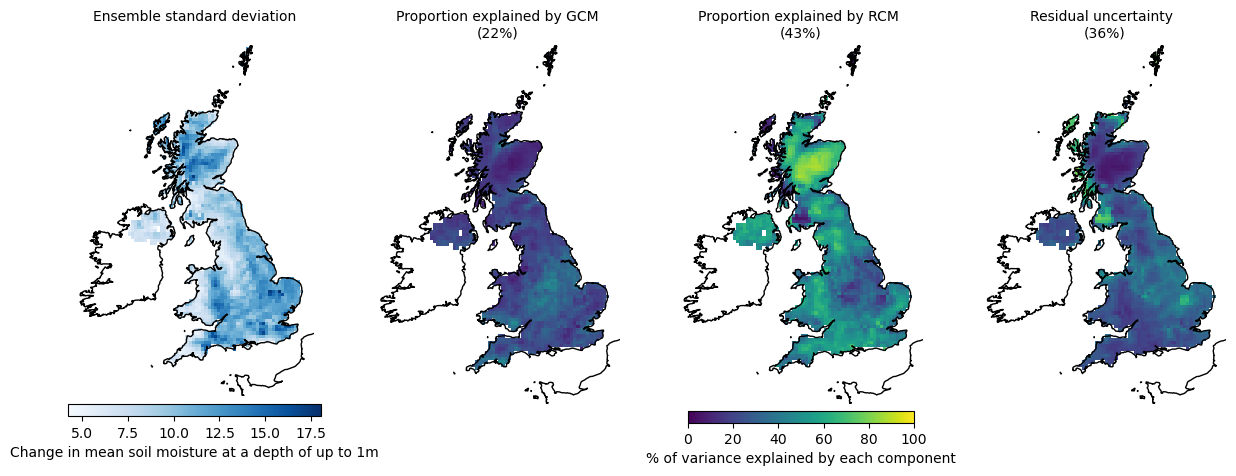 Ensemble standard deviation
Proportion explained by GCM
(22%)
Proportion explained by RCM
(43%)
Residual uncertainty
(36%)
5.0 7.5 10.0 12.5 15.0 17.5
Change in mean soil moisture at a depth of up to 1m
0 20 40 60 80 100
% of variance explained by each component